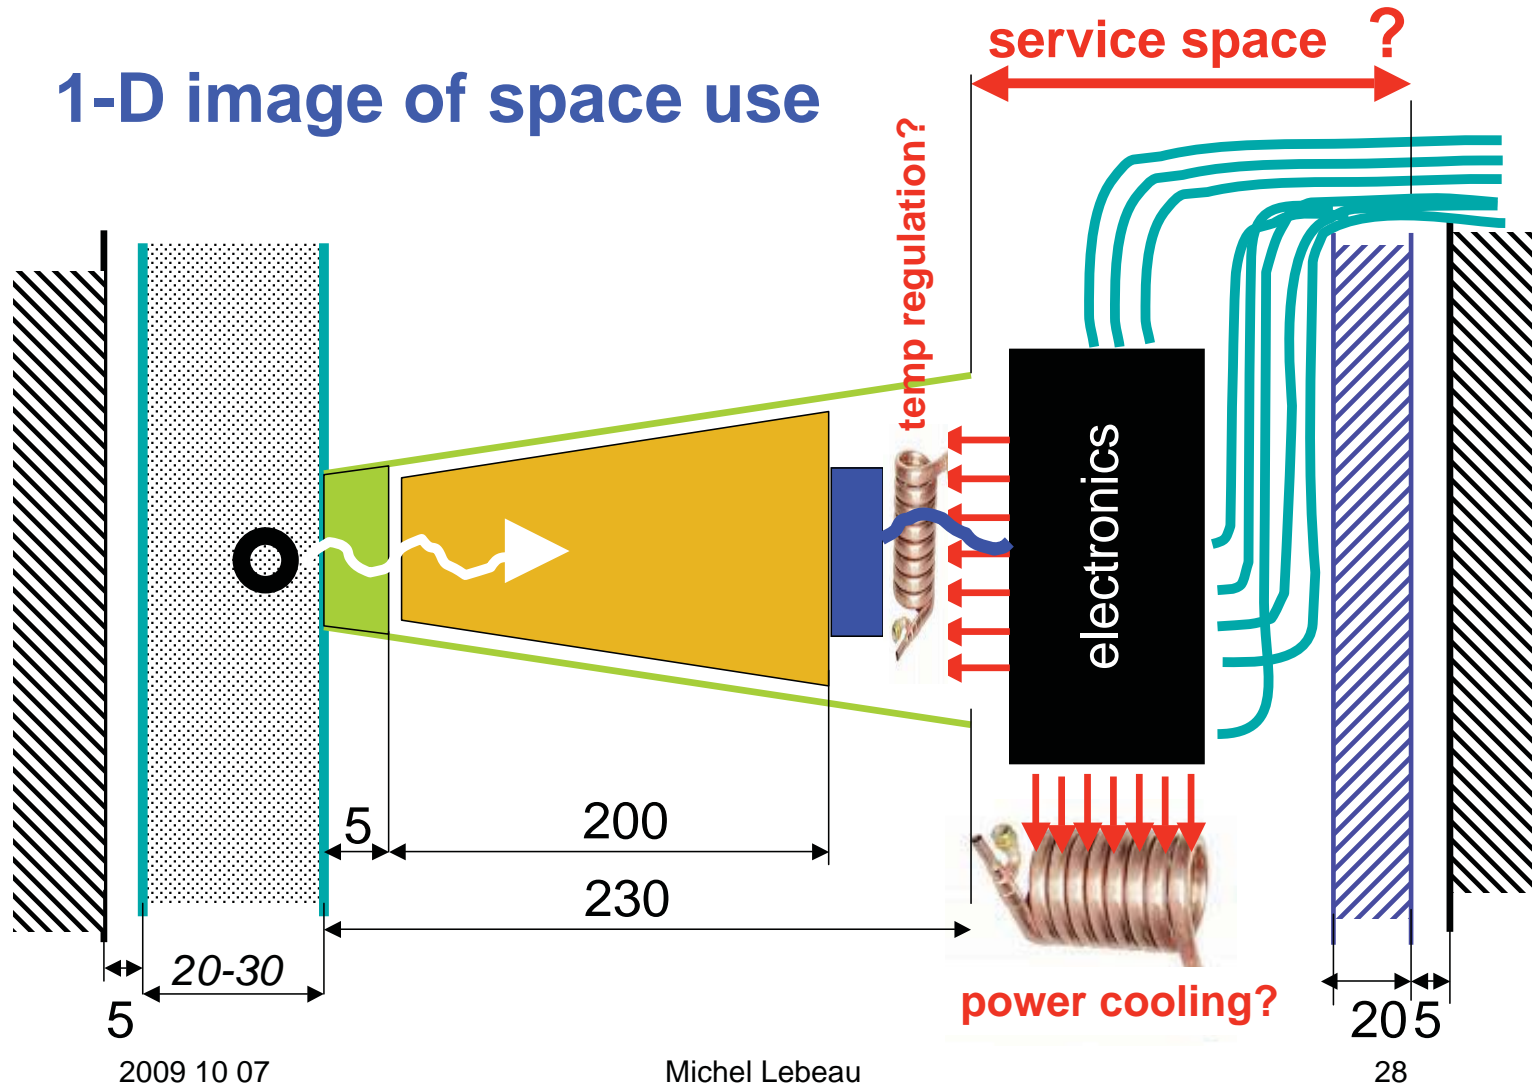 service space ?
1-D image of space use
temp regulation?
electronics
5
200
230
20-30
5
power cooling?
20
5
2009 10 07
Michel Lebeau
28